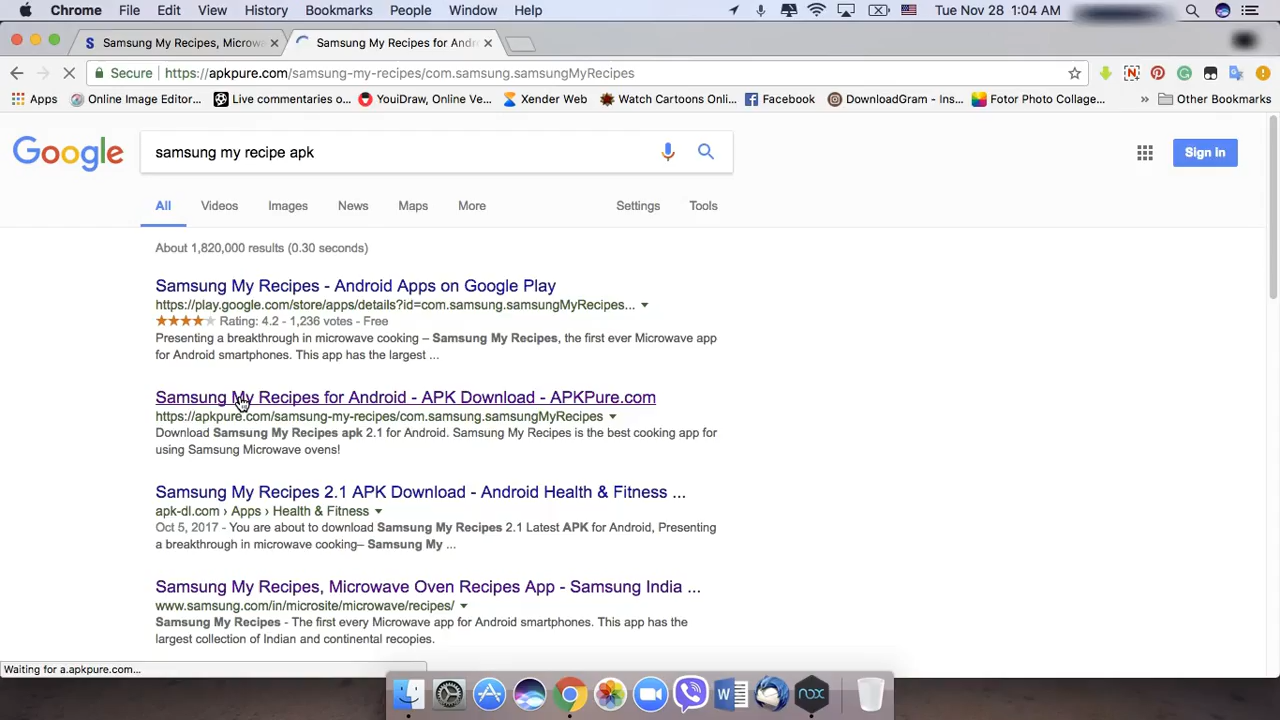 Chrome File Edit View History Bookmarks People Window Help Tue Nov 28 1:04 AM
Samsung My Recipes, Microw Samsung My Recipes for Andr
Secure https://apkpure.com/samsung-my-recipes/com.samsung.samsungMyRecipes
Apps Online Image Editor... Live commentaries o... YouiDraw, Online Ve... Xender Web Watch Cartoons Onl... Facebook DownloadGram - Ins... Fotor Photo Collage... » Other Bookmarks
Google samsung my recipe apk Sign In
All Videos Images News Maps More Settings Tools
About 1,820,000 results (0.30 seconds)
Samsung My Recipes - Android Apps on Google Play
https://play.google.com/store/apps/details?id=com.samsung.samsungMyRecipes...
Rating: 4.2 - 1,236 votes - Free
Presenting a breakthrough in microwave cooking – Samsung My Recipes, the first ever Microwave app
for Android smartphones. This app has the largest ...
Samsung My Recipes for Android - APK Download - APKPure.com
https://apkpure.com/samsung-my-recipes/com.samsung.samsungMyRecipes
Download Samsung My Recipes apk 2.1 for Android. Samsung My Recipes is the best cooking app for
using Samsung Microwave ovens!
Samsung My Recipes 2.1 APK Download - Android Health & Fitness ...
apk-dl.com › Apps › Health & Fitness
Oct 5, 2017 - You are about to download Samsung My Recipes 2.1 Latest APK for Android, Presenting
a breakthrough in microwave cooking– Samsung My ...
Samsung My Recipes, Microwave Oven Recipes App - Samsung India ...
www.samsung.com/in/microsite/microwave/recipes/
Samsung My Recipes - The first every Microwave app for Android smartphones. This app has the
largest collection of Indian and continental recopies.
Waiting for a.apkpure.com...
nox